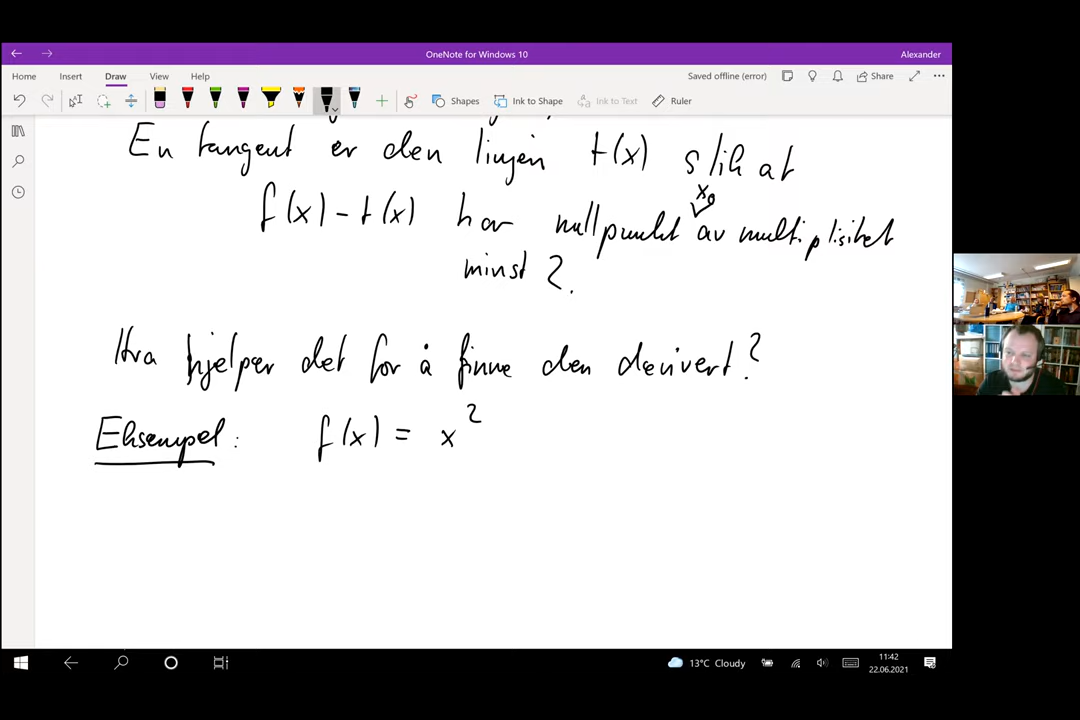 OneNote for Windows 10
Alexander
Home Insert Draw View Help
Saved offline (error)
Share
Shapes Ink to Shape Ink to Text Ruler
En tangent er den linjen t(x) slik at
x₀
f(x) - t(x) har nullpunkt av multiplisitet
minst 2.
Hva hjelper det for å finne den derivert?
Eksempel: f(x) = x²
13°C Cloudy
11:42
22.06.2021